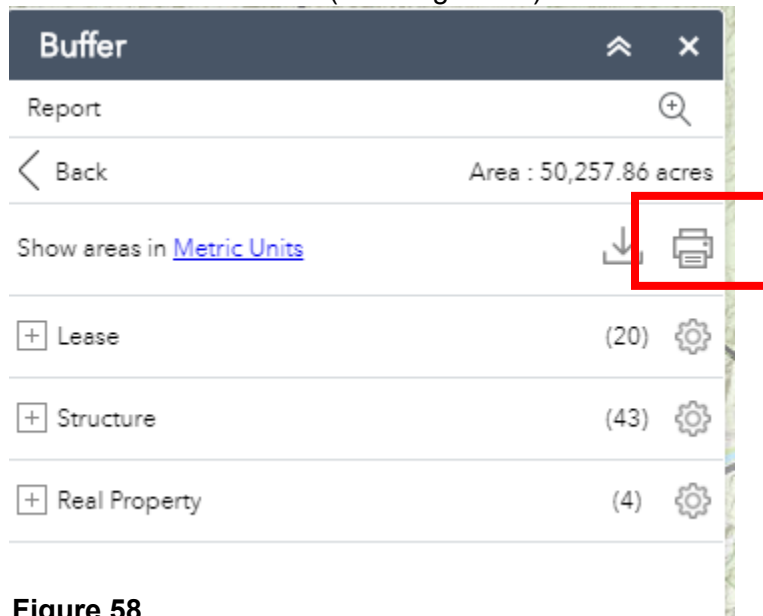 Buffer
Report
Back Area : 50,257.86 acres
Show areas in Metric Units
Lease (20)
Structure (43)
Real Property (4)
Figure 58